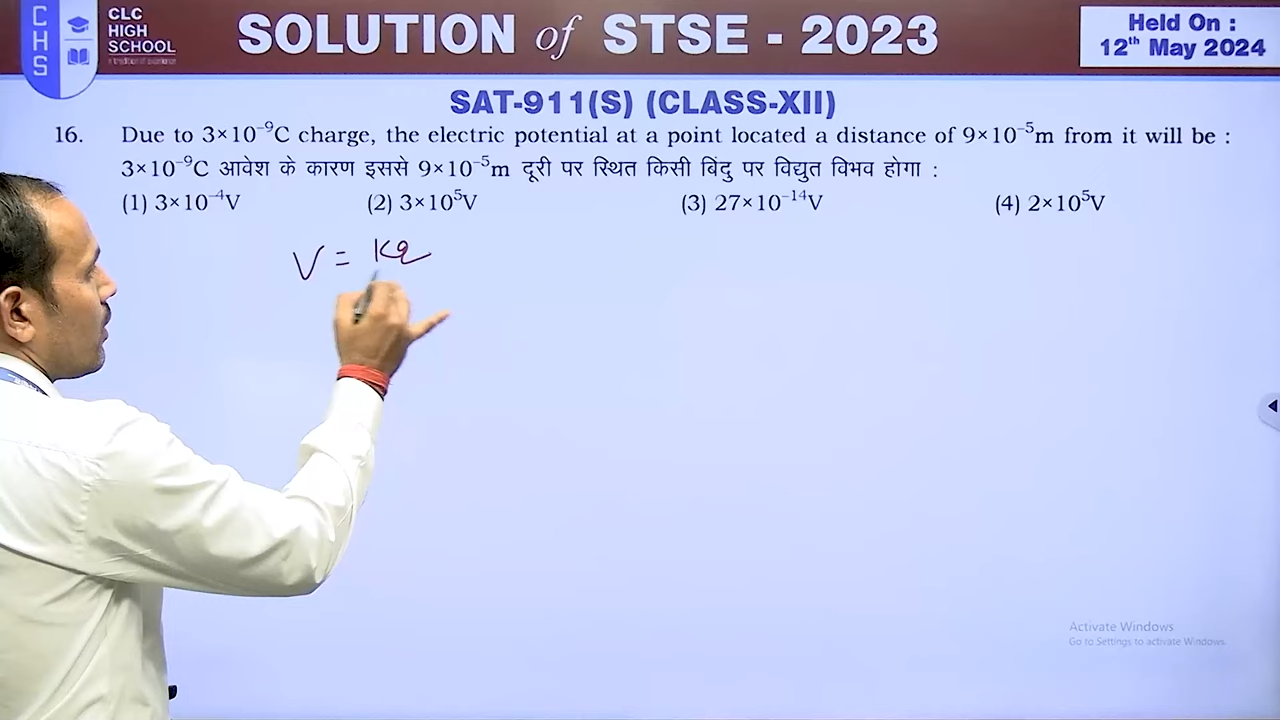 CHS
CLC
HIGH
SCHOOL
SOLUTION of STSE - 2023
Held On :
12th May 2024
SAT-911(S) (CLASS-XII)
16. Due to 3×10⁻⁹C charge, the electric potential at a point located a distance of 9×10⁻⁵m from it will be :
3×10⁻⁹C आवेश के कारण इससे 9×10⁻⁵m दूरी पर स्थित किसी बिंदु पर विद्युत विभव होगा :
(1) 3×10⁻⁴V (2) 3×10⁵V (3) 27×10⁻¹⁴V (4) 2×10⁵V
V = Kq
Activate Windows
Go to Settings to activate Windows.